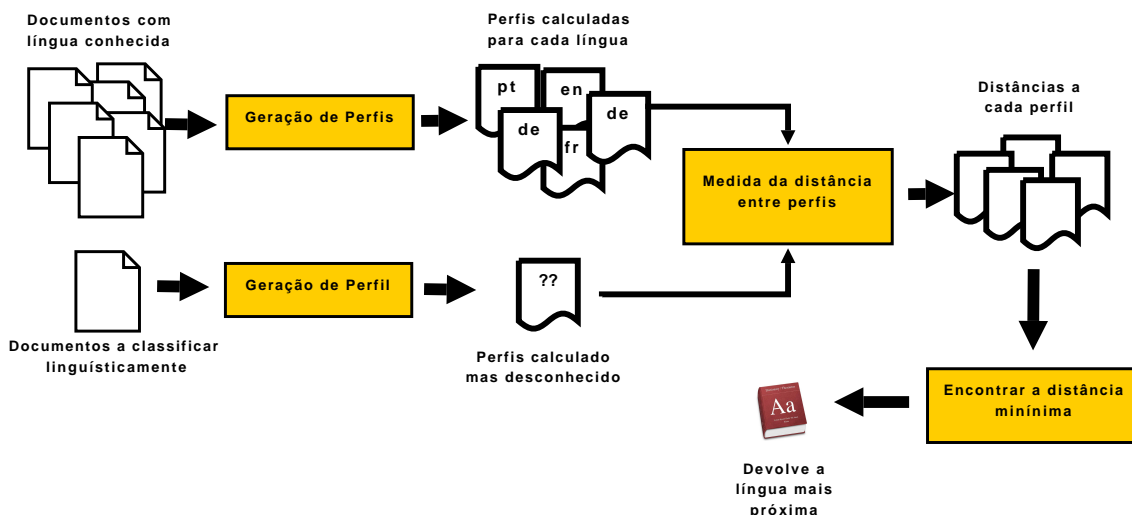 Documentos com
língua conhecida
Perfis calculadas
para cada língua
pt
en
de
de
fr
Geração de Perfis
Distâncias a
cada perfil
Medida da distância
entre perfis
Geração de Perfil
??
Documentos a classificar
linguísticamente
Perfis calculado
mas desconhecido
Encontrar a distância
minínima
Aa
Devolve a
língua mais
próxima